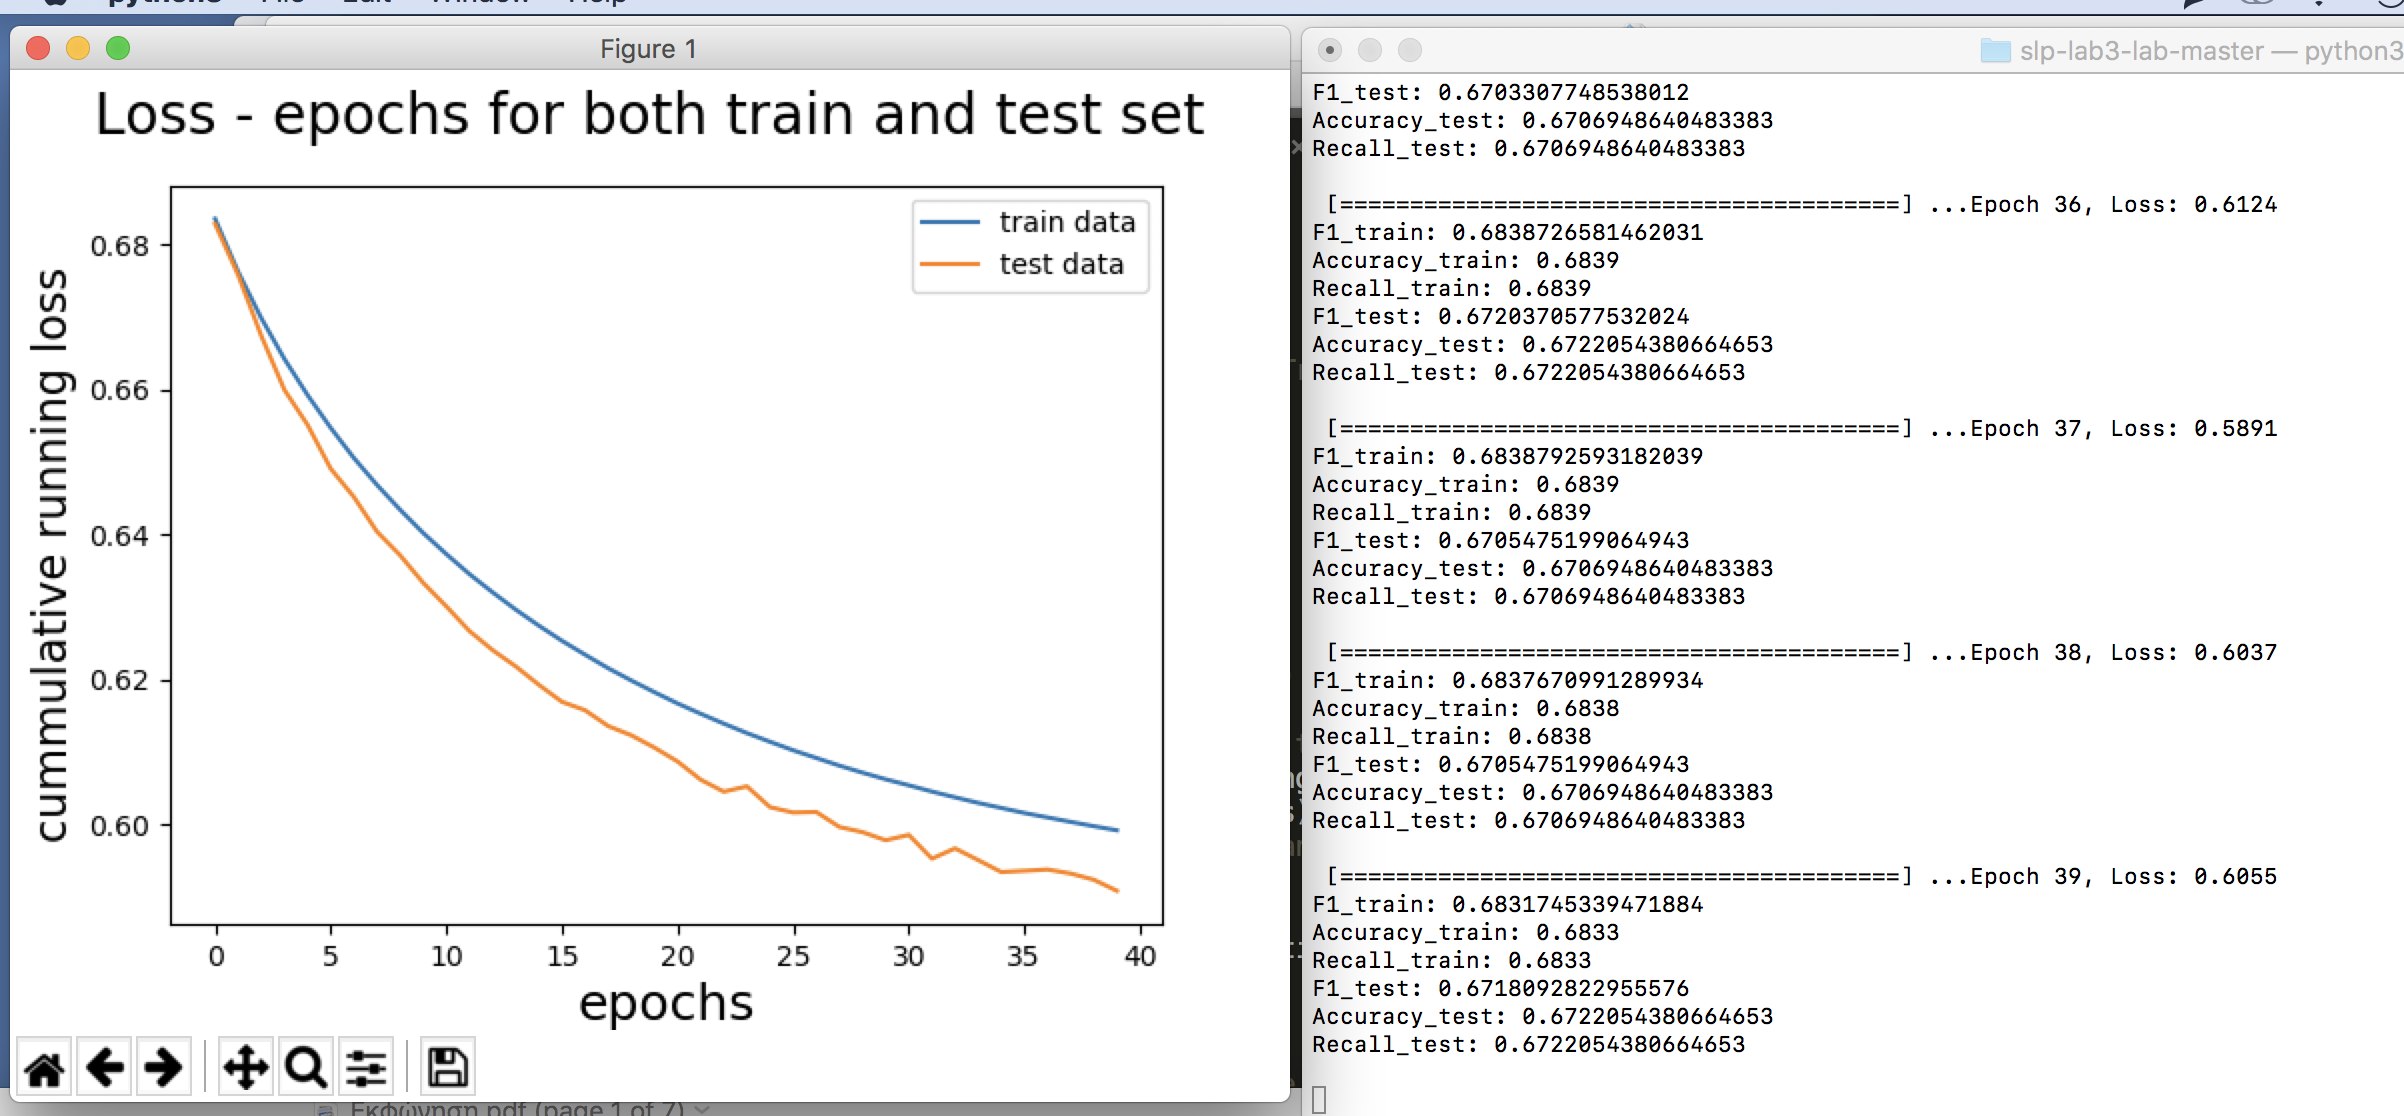 Figure 1
Loss - epochs for both train and test set
train data
test data
cummulative running loss
0.68
0.66
0.64
0.62
0.60
0 5 10 15 20 25 30 35 40
epochs
Εκφώνηση.pdf (page 1 of 7)
slp-lab3-lab-master — python3
F1_test: 0.6703307748538012
Accuracy_test: 0.6706948640483383
Recall_test: 0.6706948640483383
[========================================] ...Epoch 36, Loss: 0.6124
F1_train: 0.6838726581462031
Accuracy_train: 0.6839
Recall_train: 0.6839
F1_test: 0.6720370577532024
Accuracy_test: 0.6722054380664653
Recall_test: 0.6722054380664653
[========================================] ...Epoch 37, Loss: 0.5891
F1_train: 0.6838792593182039
Accuracy_train: 0.6839
Recall_train: 0.6839
F1_test: 0.6705475199064943
Accuracy_test: 0.6706948640483383
Recall_test: 0.6706948640483383
[========================================] ...Epoch 38, Loss: 0.6037
F1_train: 0.6837670991289934
Accuracy_train: 0.6838
Recall_train: 0.6838
F1_test: 0.6705475199064943
Accuracy_test: 0.6706948640483383
Recall_test: 0.6706948640483383
[========================================] ...Epoch 39, Loss: 0.6055
F1_train: 0.6831745339471884
Accuracy_train: 0.6833
Recall_train: 0.6833
F1_test: 0.6718092822955576
Accuracy_test: 0.6722054380664653
Recall_test: 0.6722054380664653